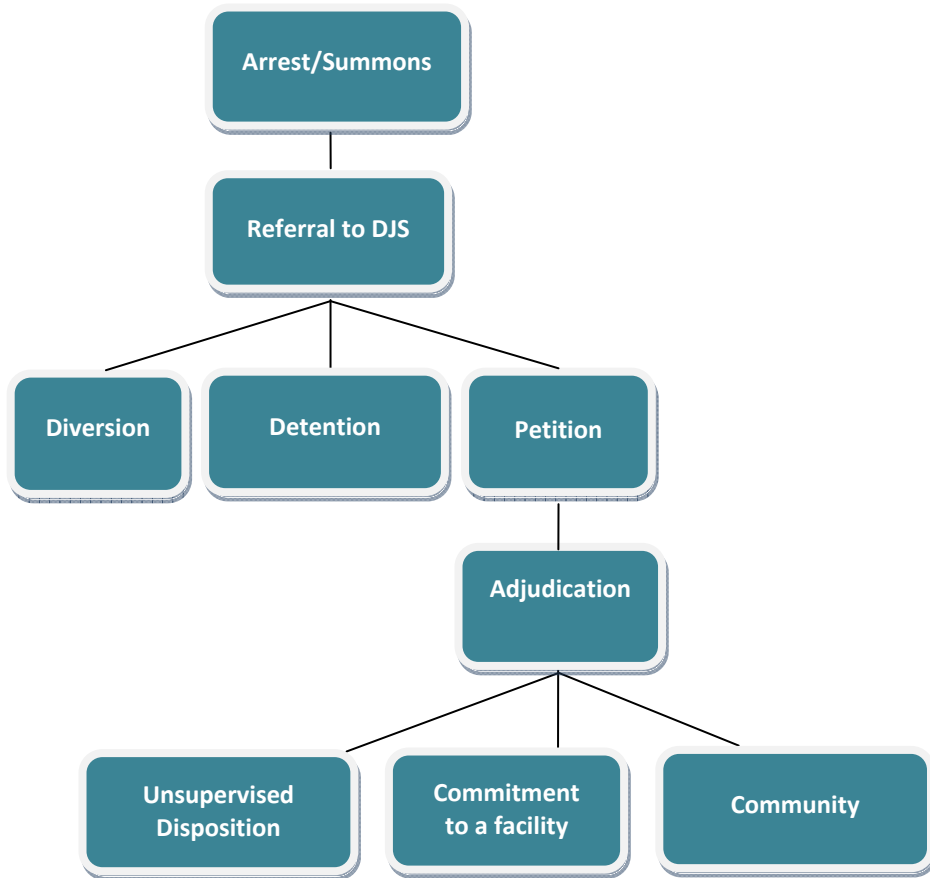 Arrest/Summons
Referral to DJS
Diversion
Detention
Petition
Adjudication
Unsupervised
Disposition
Commitment
to a facility
Community